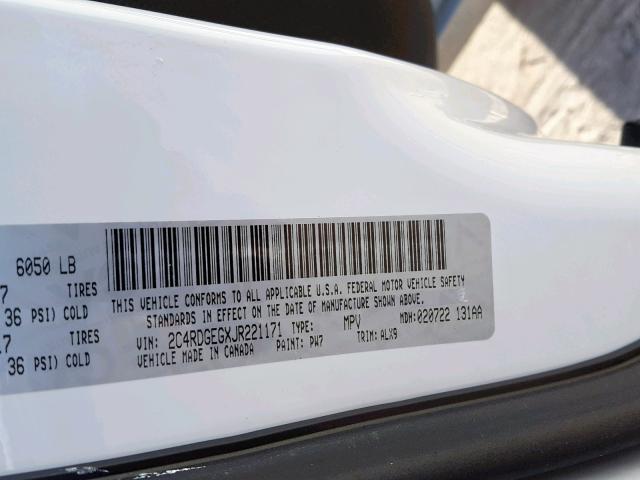 6050 LB
7 TIRES
36 PSI) COLD
17 TIRES
36 PSI) COLD
THIS VEHICLE CONFORMS TO ALL APPLICABLE U.S.A. FEDERAL MOTOR VEHICLE SAFETY
STANDARDS IN EFFECT ON THE DATE OF MANUFACTURE SHOWN ABOVE.
VIN: 2C4RDGEGXJR221171 TYPE: MPV MDH: 020722 131AA
VEHICLE MADE IN CANADA PAINT: PW7 TRIM: ALX9